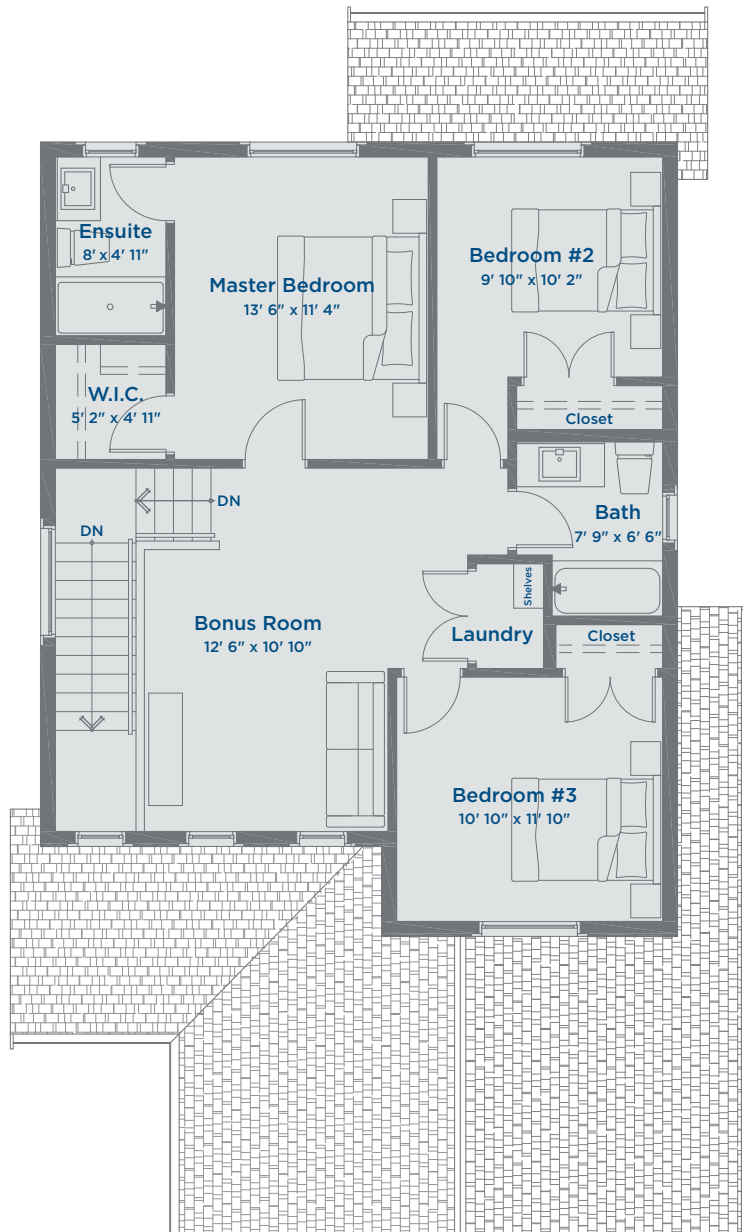 Ensuite
8' x 4' 11"
Master Bedroom
13' 6" x 11' 4"
Bedroom #2
9' 10" x 10' 2"
W.I.C.
5' 2" x 4' 11"
Closet
DN
DN
Bath
7' 9" x 6' 6"
Shelves
Bonus Room
12' 6" x 10' 10"
Laundry
Closet
Bedroom #3
10' 10" x 11' 10"